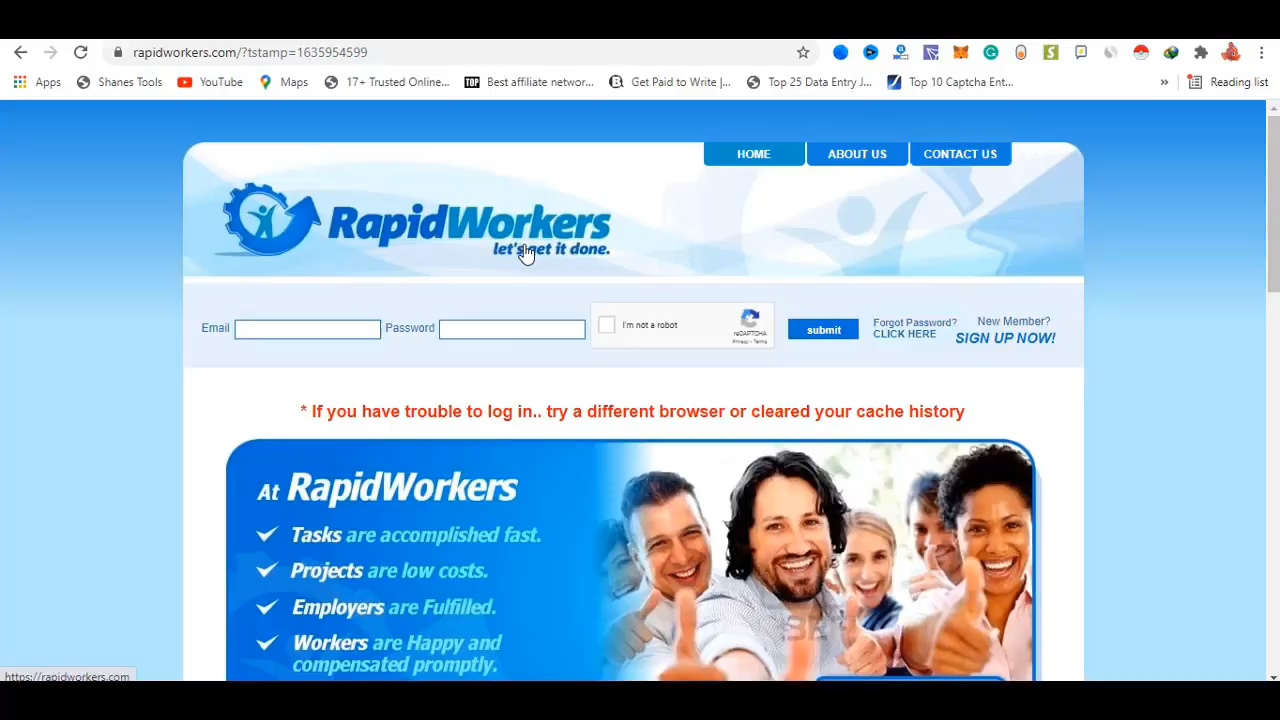 rapidworkers.com/?tstamp=1635954599
Apps Shanes Tools YouTube Maps 17+ Trusted Online... TOP Best affiliate networ... Get Paid to Write |... Top 25 Data Entry J... Top 10 Captcha Ent... » Reading list
HOME ABOUT US CONTACT US
RapidWorkers
let's get it done.
Email Password I'm not a robot reCAPTCHA Privacy - Terms submit Forgot Password? CLICK HERE New Member? SIGN UP NOW!
* If you have trouble to log in.. try a different browser or cleared your cache history
At RapidWorkers
Tasks are accomplished fast.
Projects are low costs.
Employers are Fulfilled.
Workers are Happy and
compensated promptly.
https://rapidworkers.com